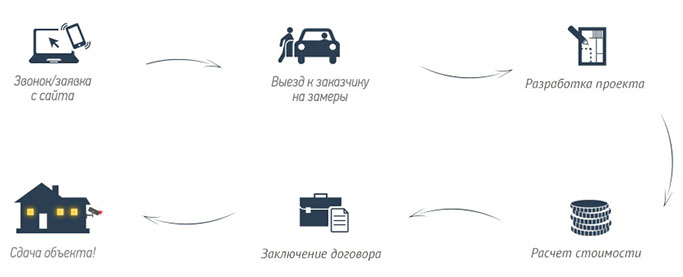 Звонок/заявка
с сайта
Выезд к заказчику
на замеры
Разработка проекта
Расчет стоимости
Заключение договора
Сдача объекта!